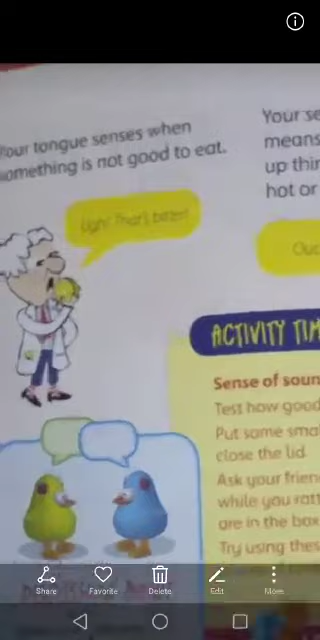 Your tongue senses when
something is not good to eat.
Ugh! That's bitter!
Your se
means
up thin
hot or
Ouc
ACTIVITY TIM
Sense of soun
Test how good
Put some smal
close the lid.
Ask your frien
while you ratt
are in the box
Try using thes
Share
Favorite
Delete
Edit
More